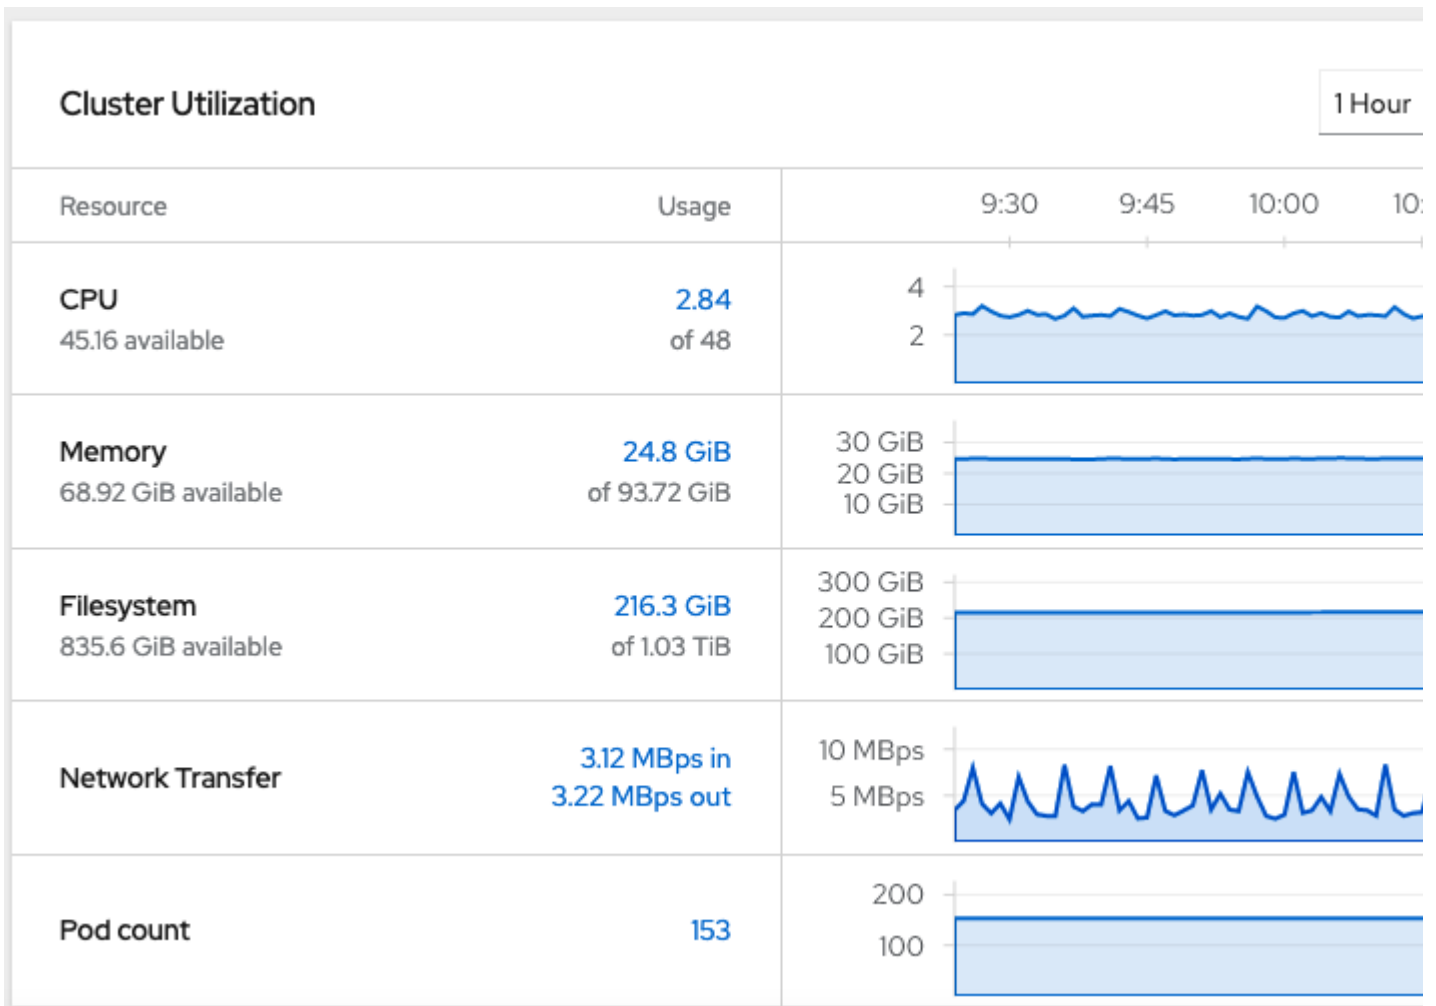 Cluster Utilization
1 Hour
Resource
Usage
9:30
9:45
10:00
10:
CPU
2.84
45.16 available
of 48
4
2
Memory
24.8 GiB
68.92 GiB available
of 93.72 GiB
30 GiB
20 GiB
10 GiB
Filesystem
216.3 GiB
835.6 GiB available
of 1.03 TiB
300 GiB
200 GiB
100 GiB
Network Transfer
3.12 MBps in
3.22 MBps out
10 MBps
5 MBps
Pod count
153
200
100